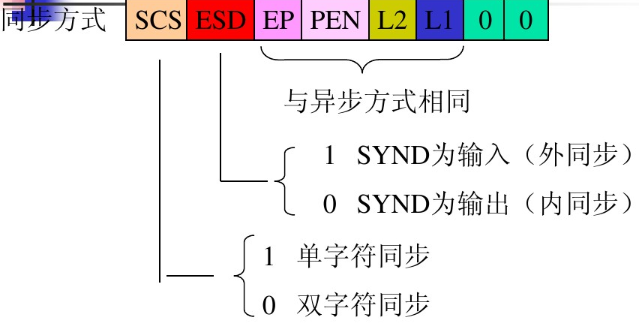 同步方式 SCS ESD EP PEN L2 L1 0 0
与异步方式相同
1 SYND为输入（外同步）
0 SYND为输出（内同步）
1 单字符同步
0 双字符同步